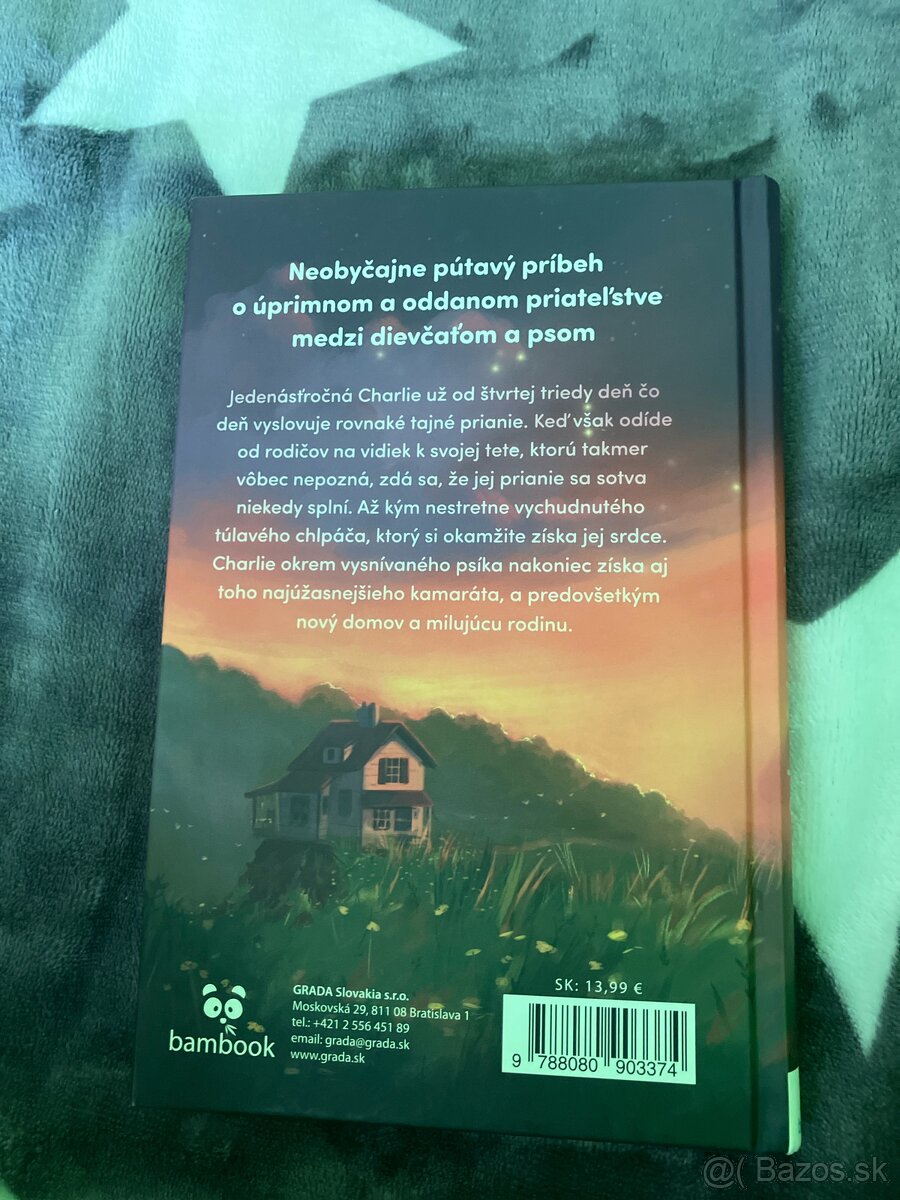 Neobyčajne pútavý príbeh
o úprimnom a oddanom priateľstve
medzi dievčaťom a psom
Jedenásťročná Charlie už od štvrtej triedy deň čo
deň vyslovuje rovnaké tajné prianie. Keď však odíde
od rodičov na vidiek k svojej tete, ktorú takmer
vôbec nepozná, zdá sa, že jej prianie sa sotva
niekedy splní. Až kým nestretne vychudnutého
túlavého chlpáča, ktorý si okamžite získa jej srdce.
Charlie okrem vysnívaného psíka nakoniec získa aj
toho najúžasnejšieho kamaráta, a predovšetkým
nový domov a milujúcu rodinu.
bambook
GRADA Slovakia s.r.o.
Moskovská 29, 811 08 Bratislava 1
tel.: +421 2 556 451 89
email: grada@grada.sk
www.grada.sk
SK: 13,99 €
9 788080 903374
@( Bazos.sk